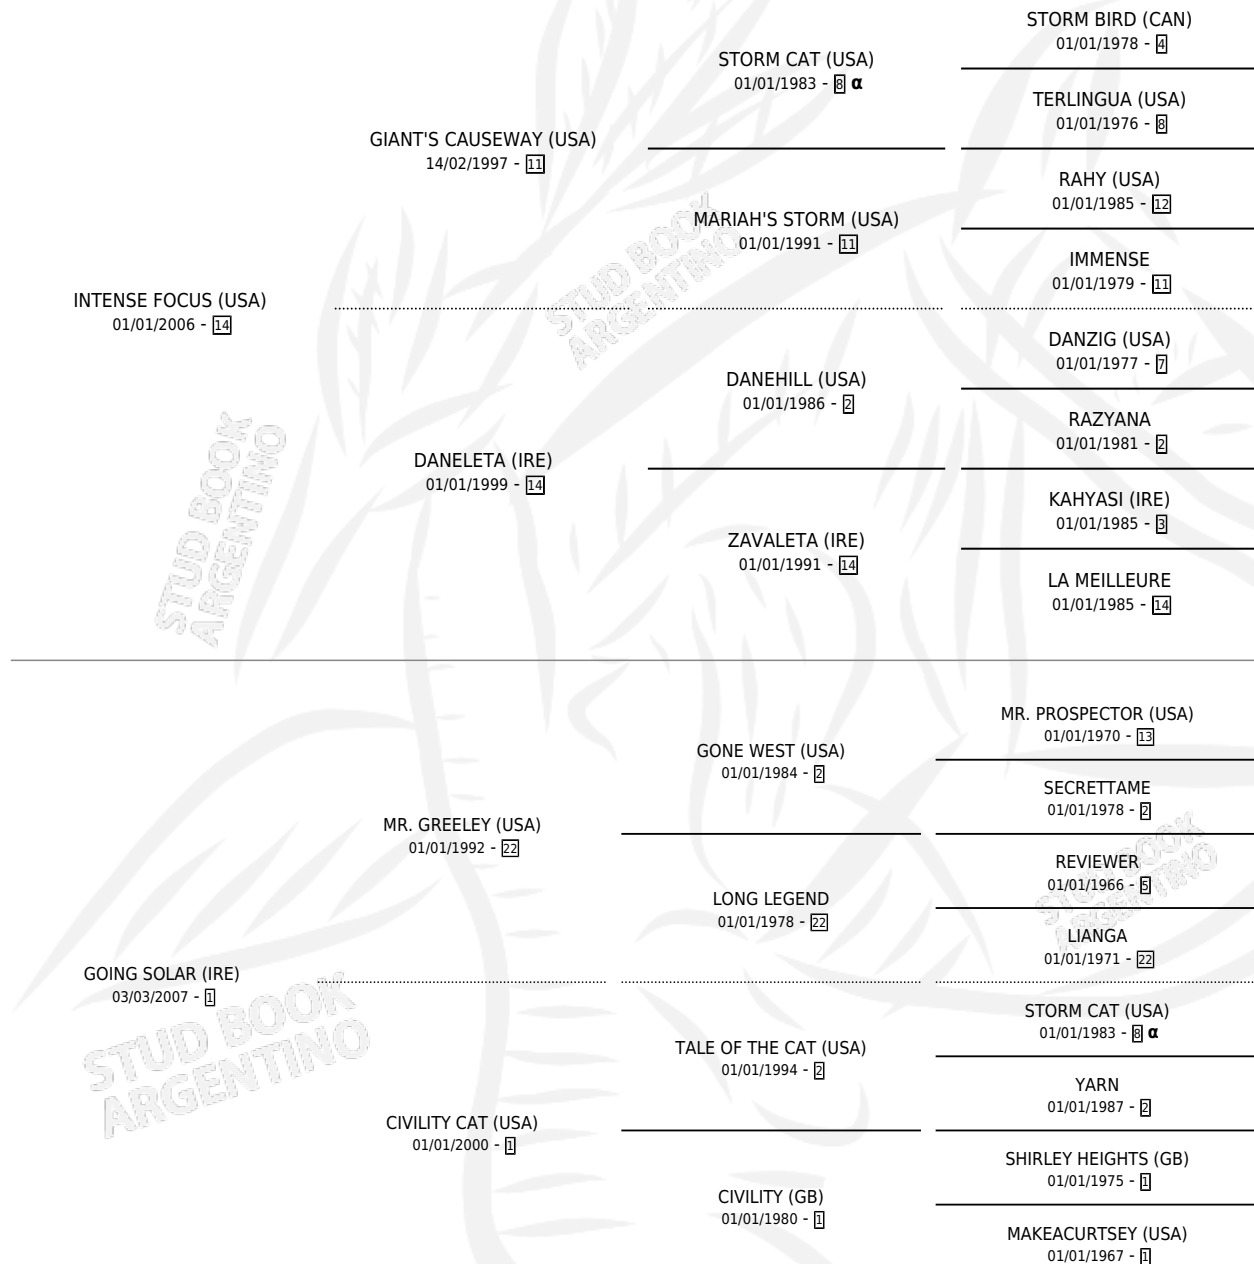 STORM BIRD (CAN)
01/01/1978 - 4
STORM CAT (USA)
01/01/1983 - 8 α
TERLINGUA (USA)
01/01/1976 - 8
GIANT'S CAUSEWAY (USA)
14/02/1997 - 11
RAHY (USA)
01/01/1985 - 12
MARIAH'S STORM (USA)
01/01/1991 - 11
IMMENSE
01/01/1979 - 11
INTENSE FOCUS (USA)
01/01/2006 - 14
STUD BOOK
ARGENTINO
DANZIG (USA)
01/01/1977 - 7
DANEHILL (USA)
01/01/1986 - 2
RAZYANA
01/01/1981 - 2
DANELETA (IRE)
01/01/1999 - 14
KAHYASI (IRE)
01/01/1985 - 3
ZAVALETA (IRE)
01/01/1991 - 14
LA MEILLEURE
01/01/1985 - 14
STUD BOOK
ARGENTINO
MR. PROSPECTOR (USA)
01/01/1970 - 13
GONE WEST (USA)
01/01/1984 - 2
SECRETTAME
01/01/1978 - 2
MR. GREELEY (USA)
01/01/1992 - 22
REVIEWER
01/01/1966 - 5
LONG LEGEND
01/01/1978 - 22
LIANGA
01/01/1971 - 22
STUD BOOK
ARGENTINO
GOING SOLAR (IRE)
03/03/2007 - 1
STUD BOOK
ARGENTINO
STORM CAT (USA)
01/01/1983 - 8 α
TALE OF THE CAT (USA)
01/01/1994 - 2
YARN
01/01/1987 - 2
CIVILITY CAT (USA)
01/01/2000 - 1
SHIRLEY HEIGHTS (GB)
01/01/1975 - 1
CIVILITY (GB)
01/01/1980 - 1
MAKEACURTSEY (USA)
01/01/1967 - 1